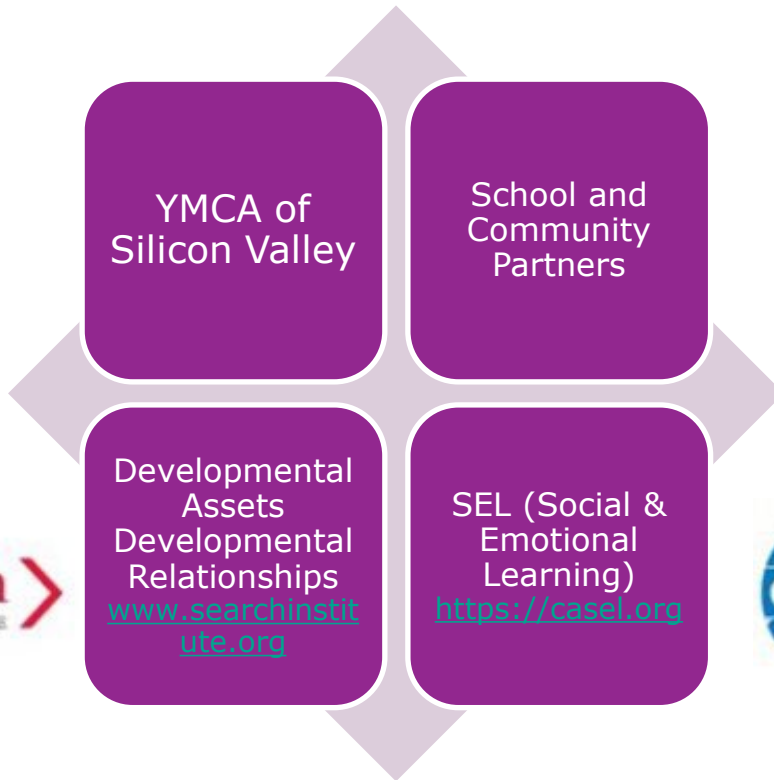 YMCA of
Silicon Valley
School and
Community
Partners
Developmental
Assets
Developmental
Relationships
www.searchinstit
ute.org
SEL (Social &
Emotional
Learning)
https://casel.org